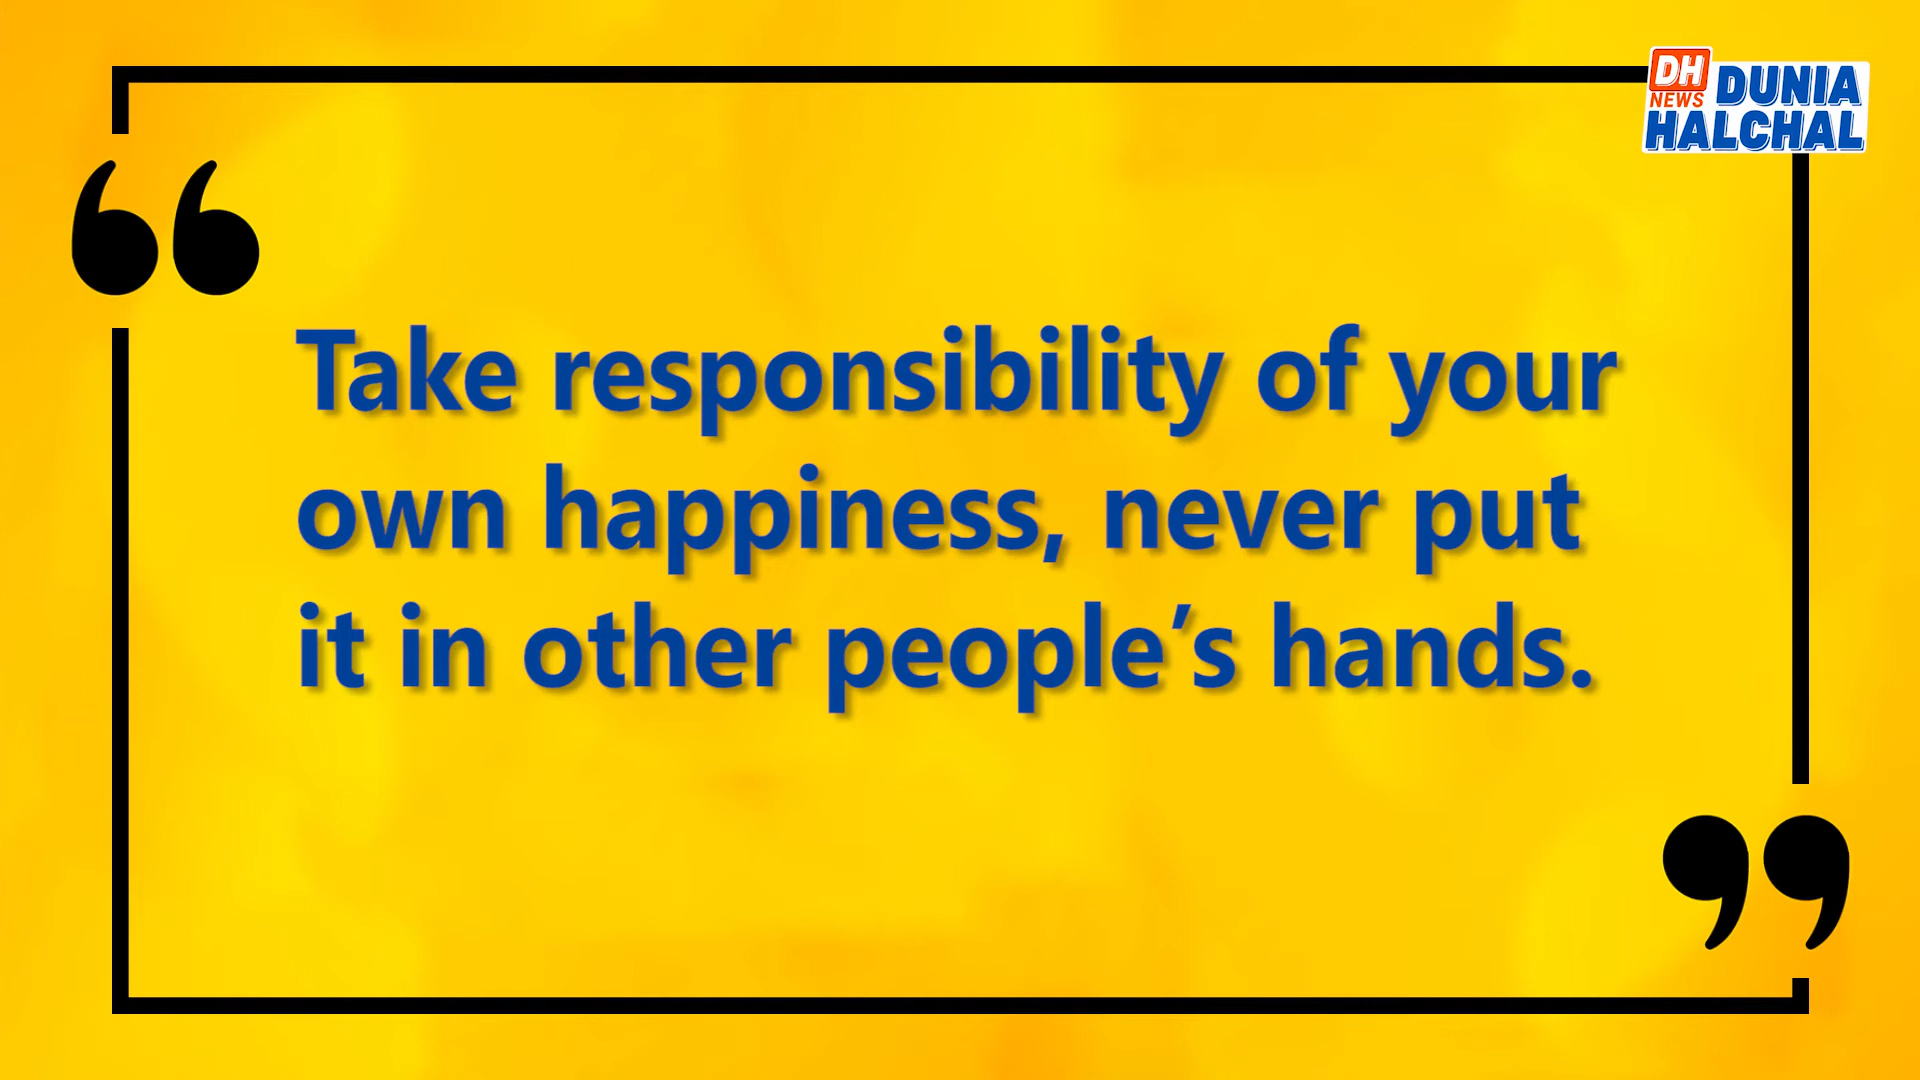 DH
NEWS
DUNIA
HALCHAL
“
Take responsibility of your
own happiness, never put
it in other people’s hands.
”